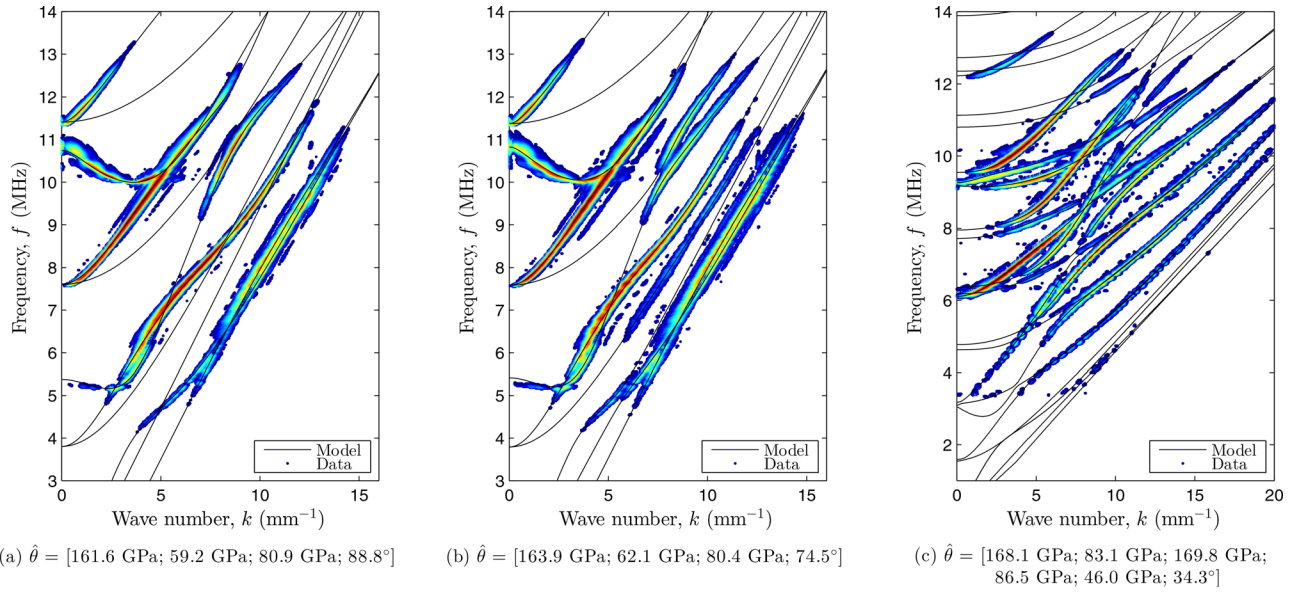 14
13
12
11
10
9
8
7
6
5
4
3
Frequency, f (MHz)
0 5 10 15
Wave number, k (mm⁻¹)
Model
Data
(a) θ̂ = [161.6 GPa; 59.2 GPa; 80.9 GPa; 88.8°]
14
13
12
11
10
9
8
7
6
5
4
3
Frequency, f (MHz)
0 5 10 15
Wave number, k (mm⁻¹)
Model
Data
(b) θ̂ = [163.9 GPa; 62.1 GPa; 80.4 GPa; 74.5°]
14
12
10
8
6
4
2
Frequency, f (MHz)
0 5 10 15 20
Wave number, k (mm⁻¹)
Model
Data
(c) θ̂ = [168.1 GPa; 83.1 GPa; 169.8 GPa;
86.5 GPa; 46.0 GPa; 34.3°]